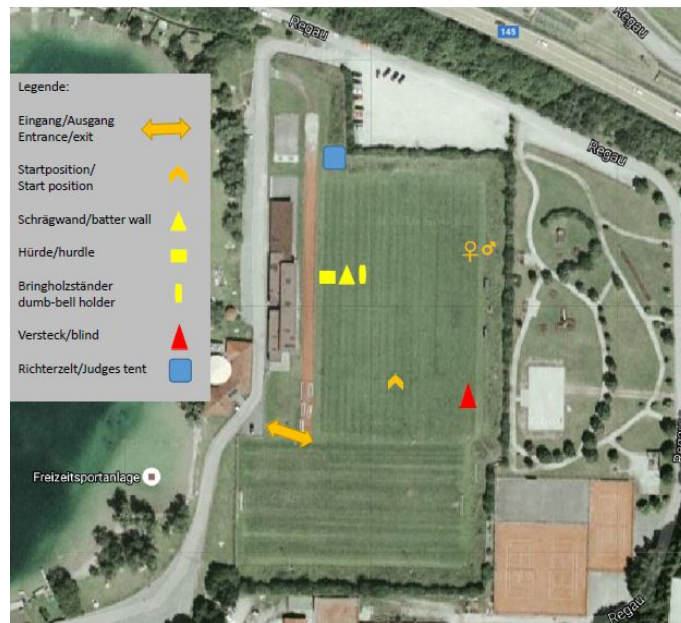 Regau
145
Legende:
Eingang/Ausgang
Entrance/exit
Startposition/
Start position
Schrägwand/batter wall
Hürde/hurdle
Bringholzständer
dumb-bell holder
Versteck/blind
Richterzelt/Judges tent
Regau
Freizeitsportanlage
Regau
Regau